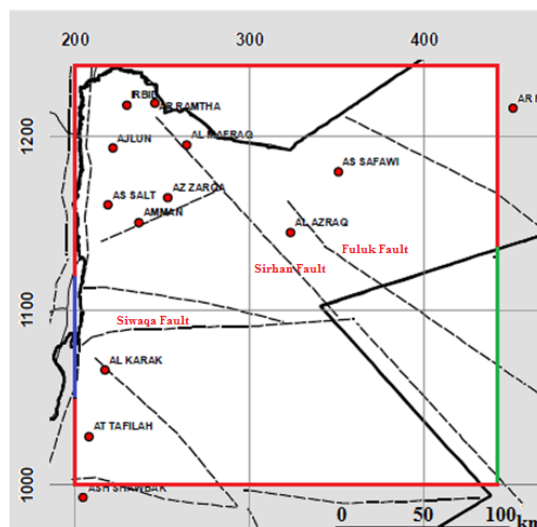 200 300 400
IRBID
AR RAMTHA
AR
1200
AJLUN
AL MAFRAQ
AS SAFAWI
AS SALT
AZ ZARQA
AMMAN
AL AZRAQ
Fuluk Fault
Sirhan Fault
1100
Siwaqa Fault
AL KARAK
AT TAFILAH
1000
ASH SHAWBAK
0 50 100 km